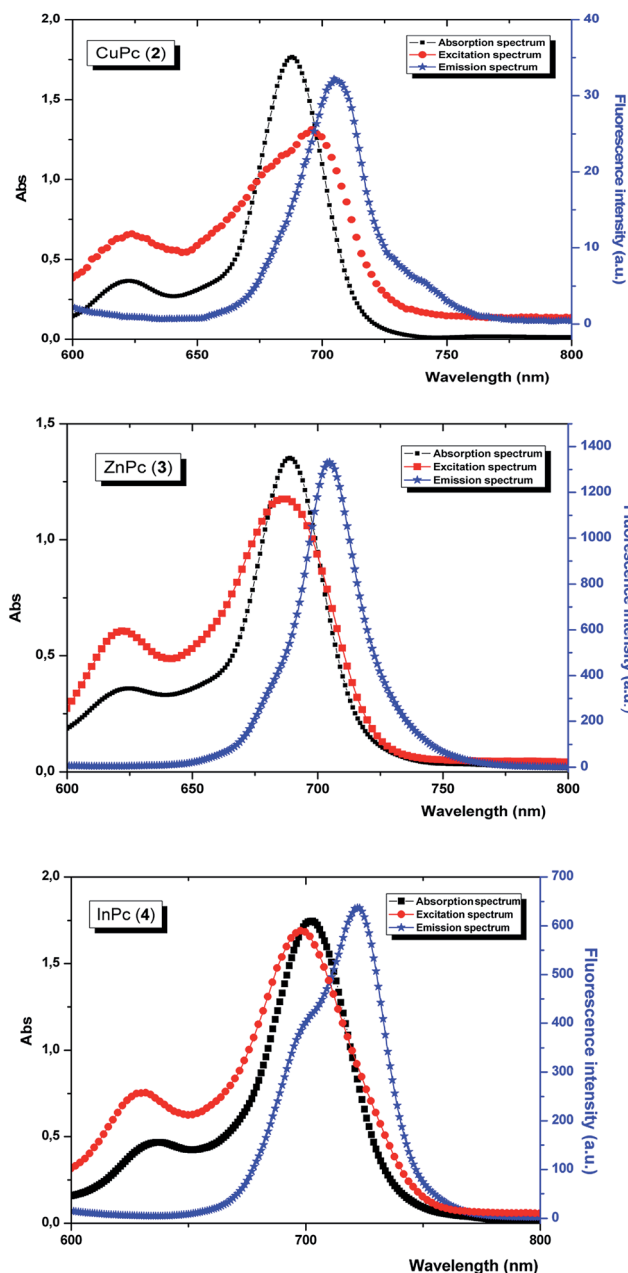 CuPc (2)
Absorption spectrum
Excitation spectrum
Emission spectrum
2,0
1,5
1,0
0,5
0,0
Abs
40
30
20
10
0
Fluorescence intensity (a.u.)
600
650
700
750
800
Wavelength (nm)
ZnPc (3)
Absorption spectrum
Excitation spectrum
Emission spectrum
1,5
1,0
0,5
0,0
Abs
1400
1200
1000
800
600
400
200
0
Fluorescence intensity (a.u.)
600
650
700
750
800
Wavelength (nm)
InPc (4)
Absorption spectrum
Excitation spectrum
Emission spectrum
2,0
1,5
1,0
0,5
0,0
Abs
700
600
500
400
300
200
100
0
Fluorescence intensity (a.u.)
600
700
800
Wavelength (nm)